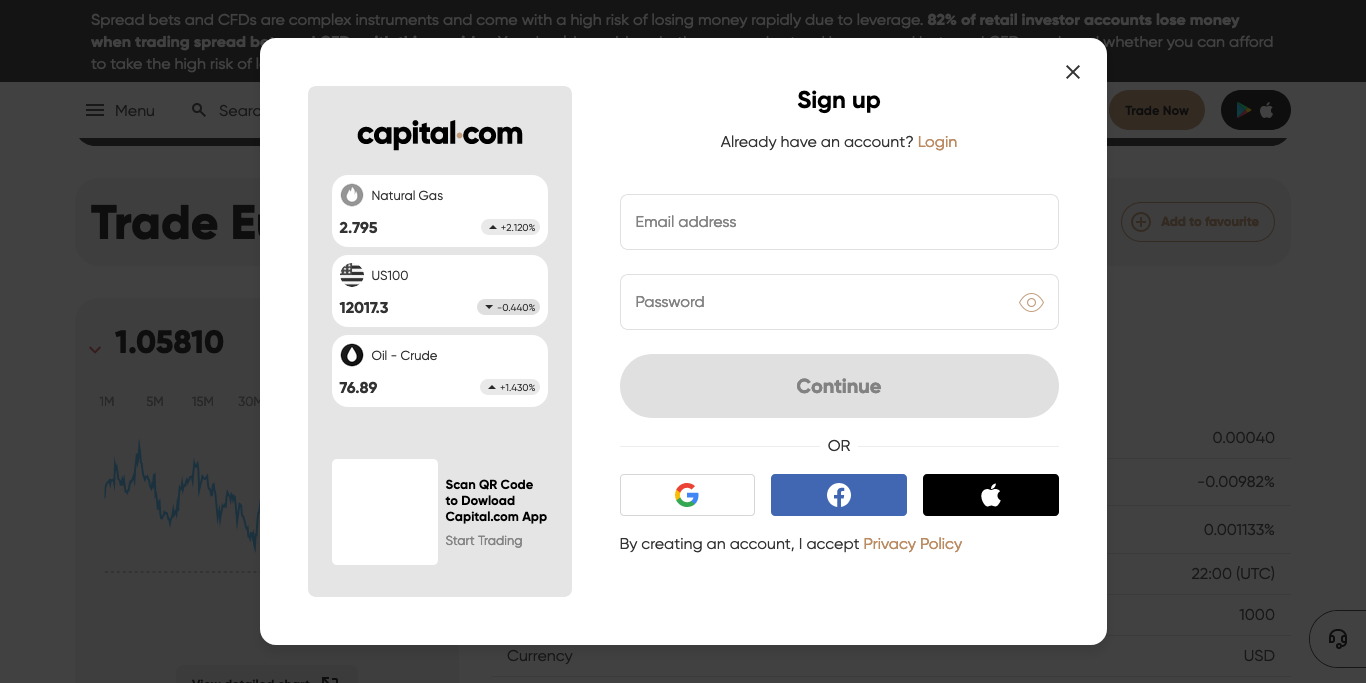 Spread bets and CFDs are complex instruments and come with a high risk of losing money rapidly due to leverage. 82% of retail investor accounts lose money
when trading spread
whether you can afford
to take the high risk of
Menu
Trade Now
Trade
Add to favourite
1.05810
1M 5M 15M
Sign up
Already have an account? Login
capital.com
Natural Gas
2.795 +2.120%
US100
12017.3 -0.440%
Oil - Crude
76.89 +1.430%
Scan QR Code
to Dowload
Capital.com App
Start Trading
Email address
Password
Continue
OR
By creating an account, I accept Privacy Policy
0.00040
-0.00982%
0.001133%
22:00 (UTC)
1000
Currency USD
View detailed chart